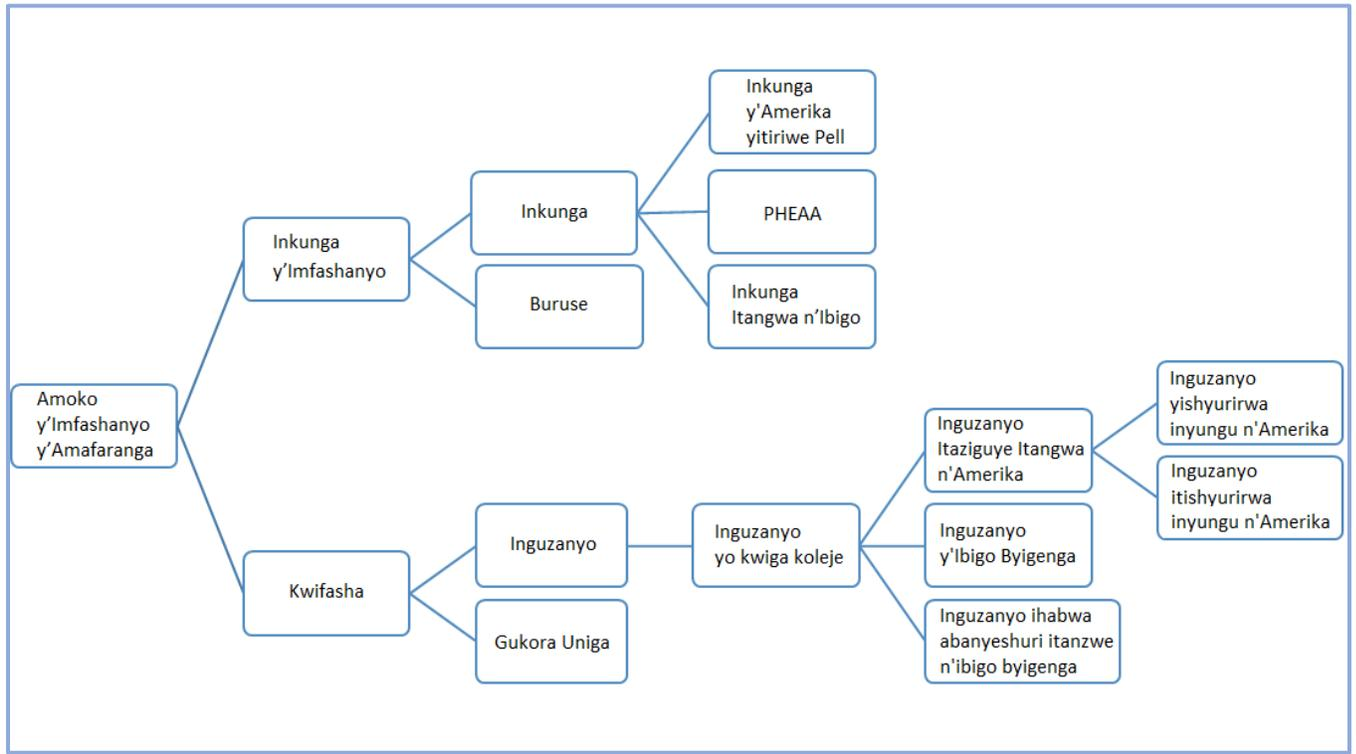 Amoko
y’Imfashanyo
y’Amafaranga
Inkunga
y’Imfashanyo
Inkunga
Buruse
Inkunga
y'Amerika
yitiriwe Pell
PHEAA
Inkunga
Itangwa n’Ibigo
Kwifasha
Inguzanyo
Gukora Uniga
Inguzanyo
yo kwiga koleje
Inguzanyo
Itaziguye Itangwa
n'Amerika
Inguzanyo
y'Ibigo Byigenga
Inguzanyo ihabwa
abanyeshuri itanzwe
n'ibigo byigenga
Inguzanyo
yishyurirwa
inyungu n'Amerika
Inguzanyo
itishyurirwa
inyungu n'Amerika